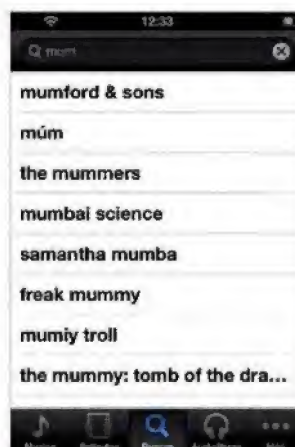 12:33
mum
mumford & sons
múm
the mummers
mumbai science
samantha mumba
freak mummy
mumiy troll
the mummy: tomb of the dra...